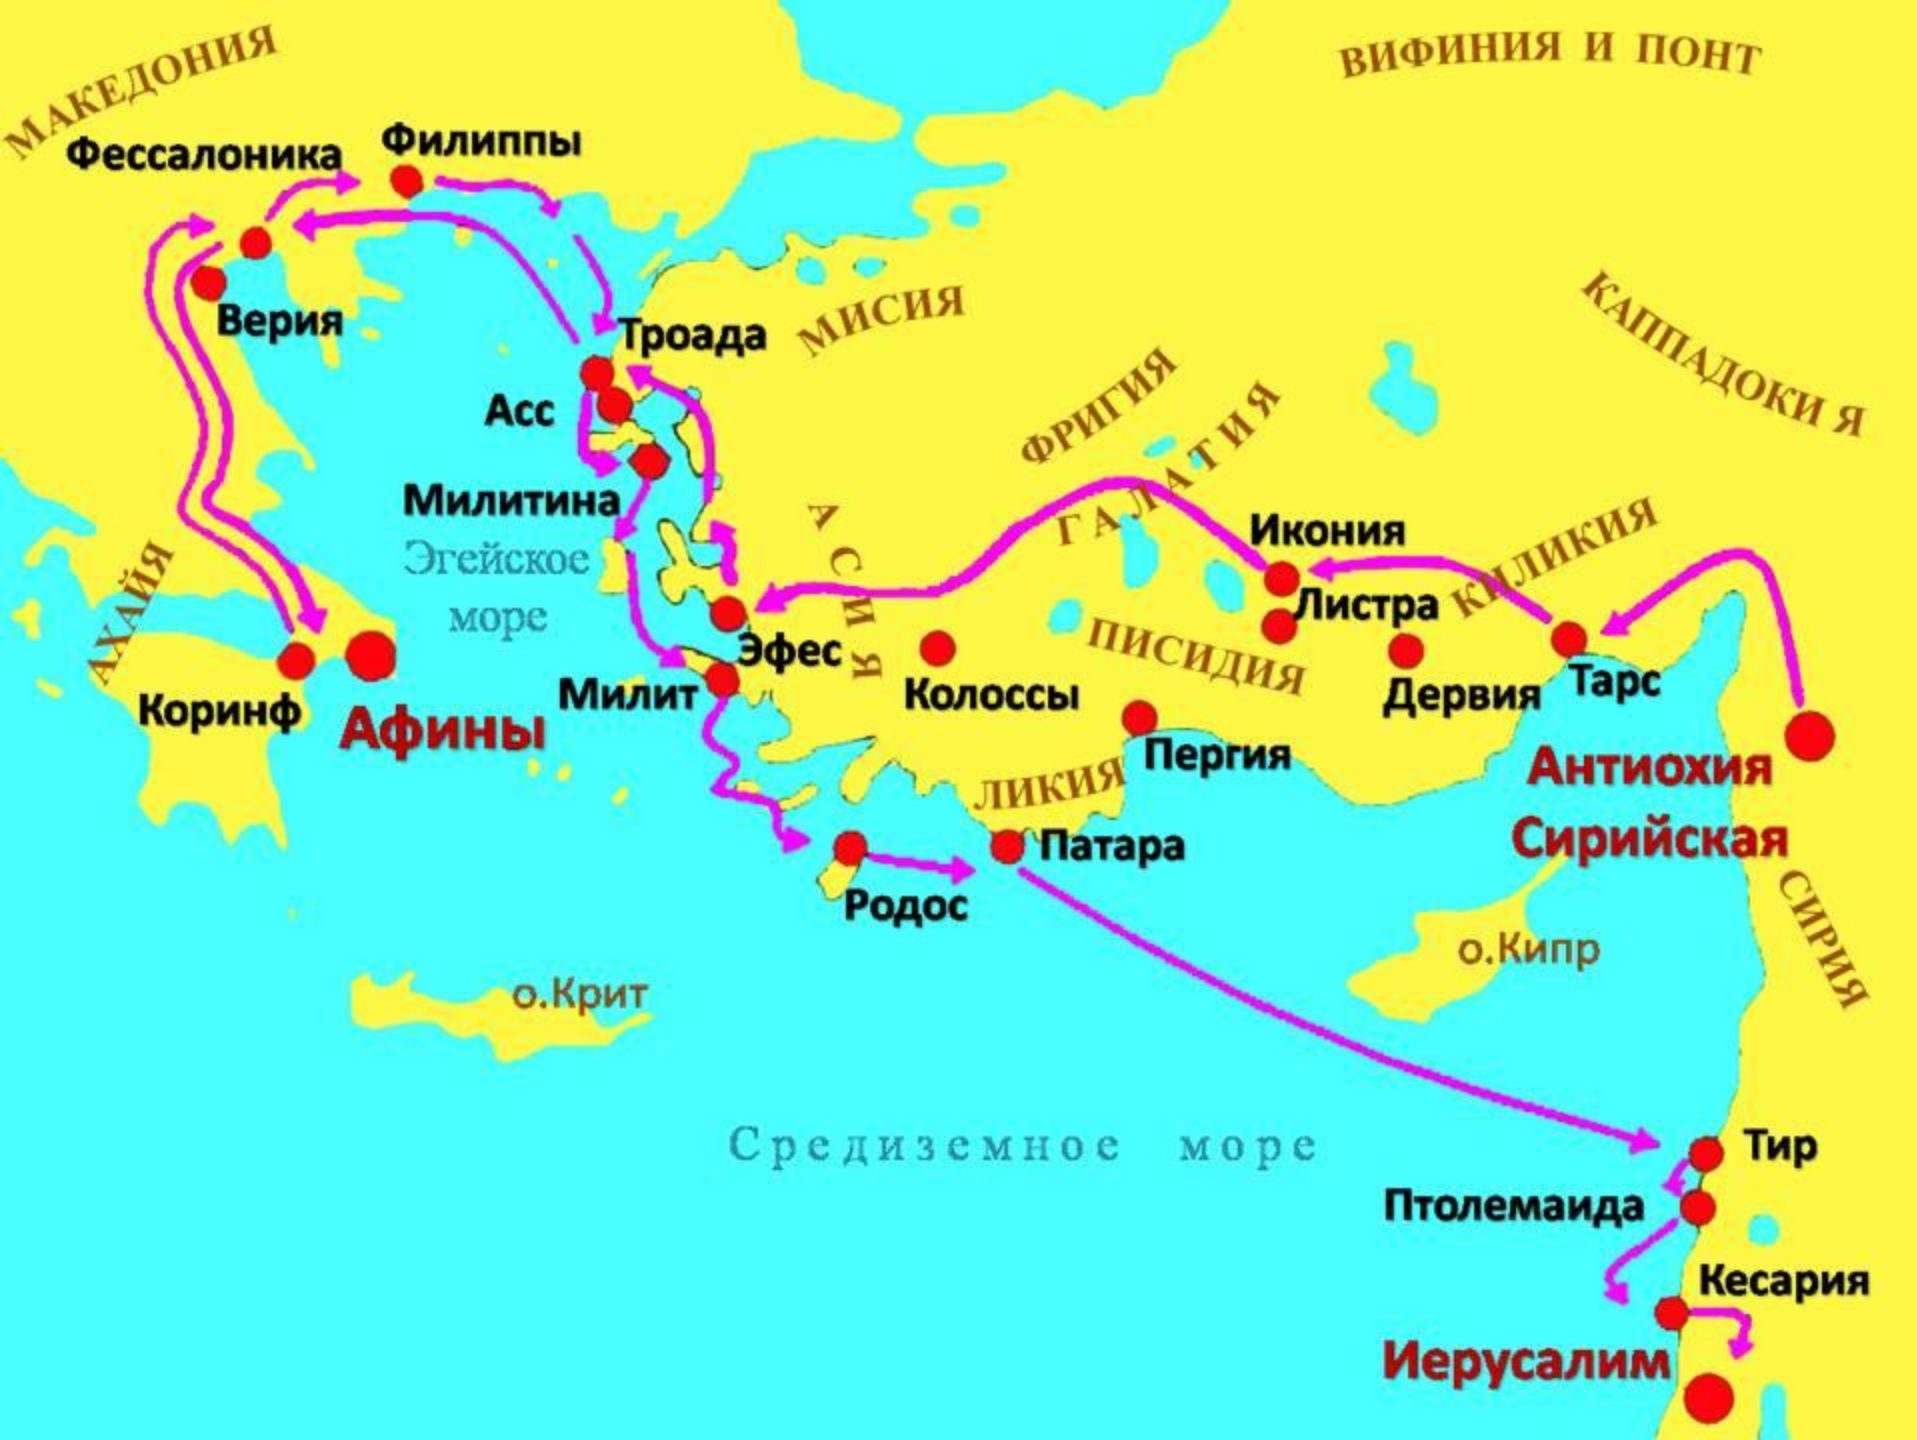 МАКЕДОНИЯ
ВИФИНИЯ И ПОНТ
Фессалоника
Филиппы
Верия
Троада
МИСИЯ
КАППАДОКИ Я
Асс
ФРИГИЯ
ГАЛАТИЯ
Милитина
АСИЯ
Эгейское
море
Икония
КИЛИКИЯ
АХАЙЯ
Листра
ПИСИДИЯ
Эфес
Милит
Колоссы
Дервия
Тарс
Коринф
Афины
Пергия
ЛИКИЯ
Антиохия
Сирийская
Патара
Родос
СИРИЯ
о.Кипр
о.Крит
Средиземное море
Тир
Птолемаида
Кесария
Иерусалим